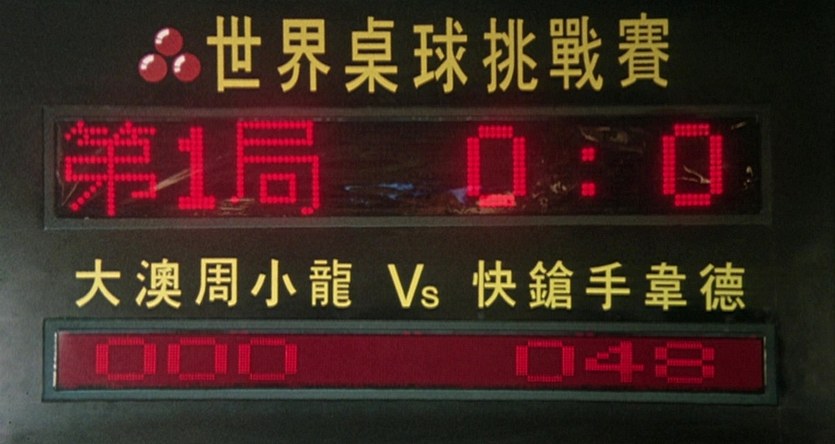 世界桌球挑戰賽
第1局 0:0
大澳周小龍 Vs 快鎗手韋德
000 048